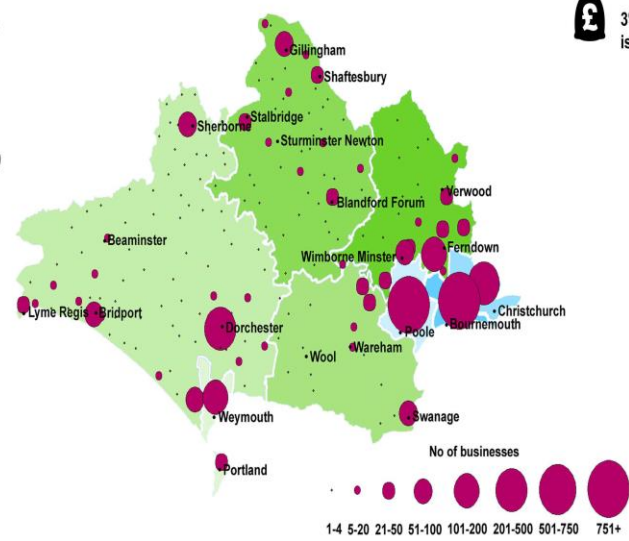 £
3
is
Gillingham
Shaftesbury
Stalbridge
Sherborne
Sturminster Newton
Verwood
Blandford Forum
Beaminster
Ferndown
Wimborne Minster
Christchurch
Lyme Regis
Bridport
Dorchester
Poole
Bournemouth
Wool
Wareham
Weymouth
Swanage
Portland
No of businesses
1-4 5-20 21-50 51-100 101-200 201-500 501-750 751+